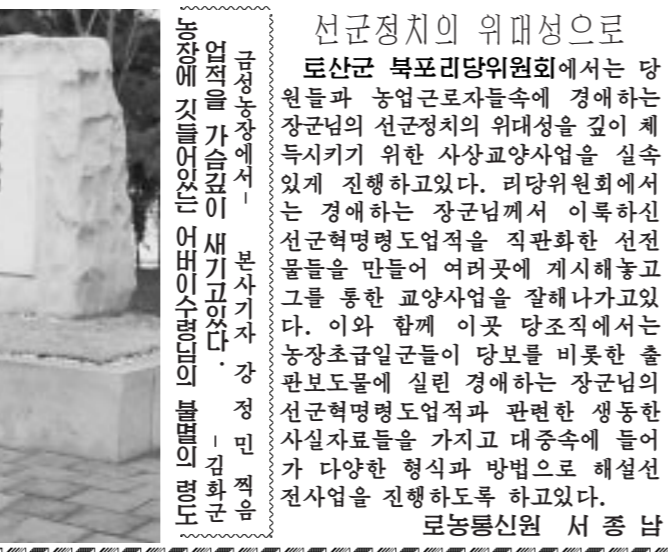 농장에 깃들어있는 어버이수령님의 불멸의 령도
업적을 가슴깊이 새기고있다. -김화군
금성농장에서- 본사기자 강정민 찍음
선군정치의 위대성으로
토산군 북포리당위원회에서는 당
원들과 농업근로자들속에 경애하는
장군님의 선군정치의 위대성을 깊이 체
득시키기 위한 사상교양사업을 실속
있게 진행하고있다. 리당위원회에서
는 경애하는 장군님께서 이룩하신
선군혁명령도업적을 직관화한 선전
물들을 만들어 여러곳에 게시해놓고
그를 통한 교양사업을 잘해나가고있
다. 이와 함께 이곳 당조직에서는
농장초급일군들이 당보를 비롯한 출
판보도물에 실린 경애하는 장군님의
선군혁명령도업적과 관련한 생동한
사실자료들을 가지고 대중속에 들어
가 다양한 형식과 방법으로 해설선
전사업을 진행하도록 하고있다.
로농통신원 서종남